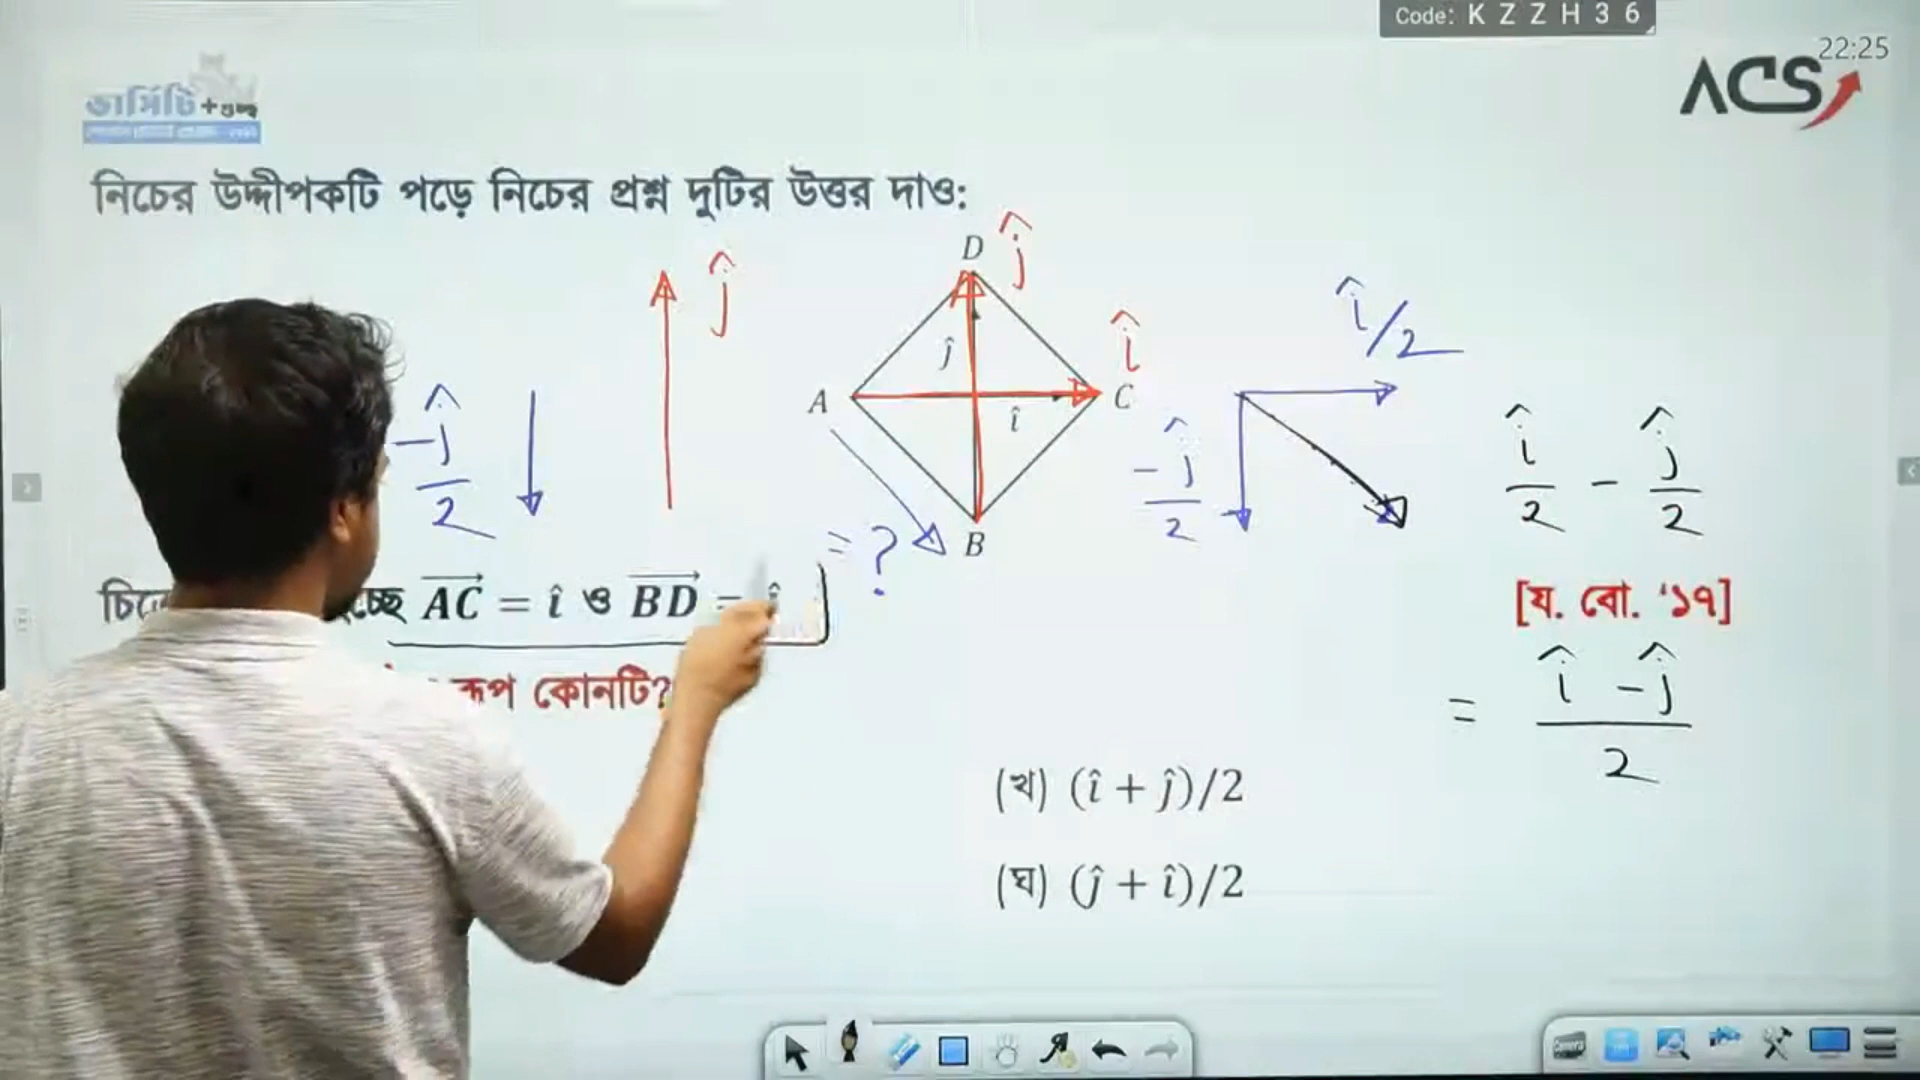 Code: K Z Z H 3 6
22:25
ভার্সিটি +
ACS
নিচের উদ্দীপকটি পড়ে নিচের প্রশ্ন দুটির উত্তর দাও:
D ĵ
ĵ
î
î/2
ĵ
A
î
C
-ĵ/2
-ĵ/2
î/2 - ĵ/2
B
= ?
AC = î ও BD =
[য. বো. '১৭]
রূপ কোনটি?
= (î - ĵ)/2
(খ) (î + ĵ)/2
(ঘ) (ĵ + î)/2